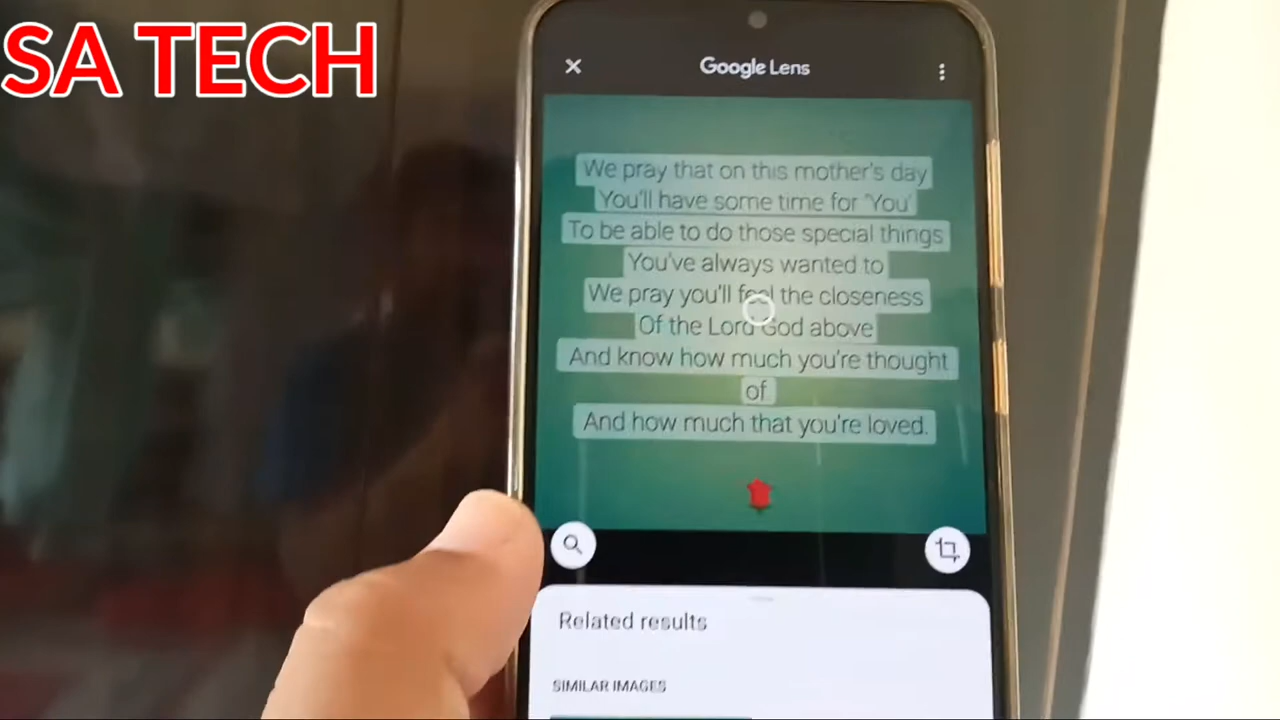 SA TECH
Google Lens
We pray that on this mother's day
You'll have some time for 'You'
To be able to do those special things
You've always wanted to
We pray you'll feel the closeness
Of the Lord God above
And know how much you're thought
of
And how much that you're loved.
Related results
SIMILAR IMAGES